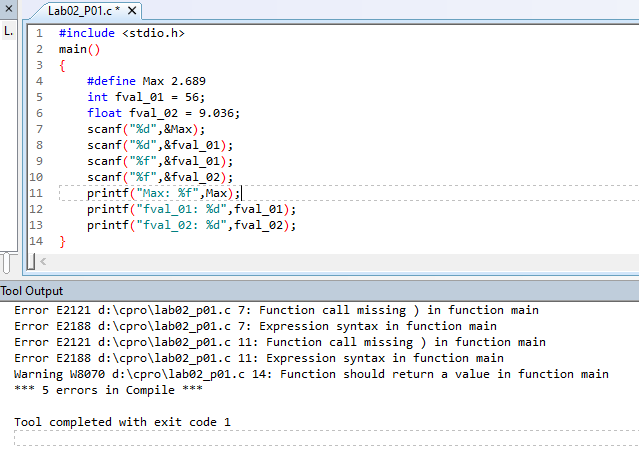 Lab02_P01.c *
L.
1 #include <stdio.h>
2 main()
3 {
4 #define Max 2.689
5 int fval_01 = 56;
6 float fval_02 = 9.036;
7 scanf("%d",&Max);
8 scanf("%d",&fval_01);
9 scanf("%f",&fval_01);
10 scanf("%f",&fval_02);
11 printf("Max: %f",Max);
12 printf("fval_01: %d",fval_01);
13 printf("fval_02: %d",fval_02);
14 }
Tool Output
Error E2121 d:\cpro\lab02_p01.c 7: Function call missing ) in function main
Error E2188 d:\cpro\lab02_p01.c 7: Expression syntax in function main
Error E2121 d:\cpro\lab02_p01.c 11: Function call missing ) in function main
Error E2188 d:\cpro\lab02_p01.c 11: Expression syntax in function main
Warning W8070 d:\cpro\lab02_p01.c 14: Function should return a value in function main
*** 5 errors in Compile ***
Tool completed with exit code 1